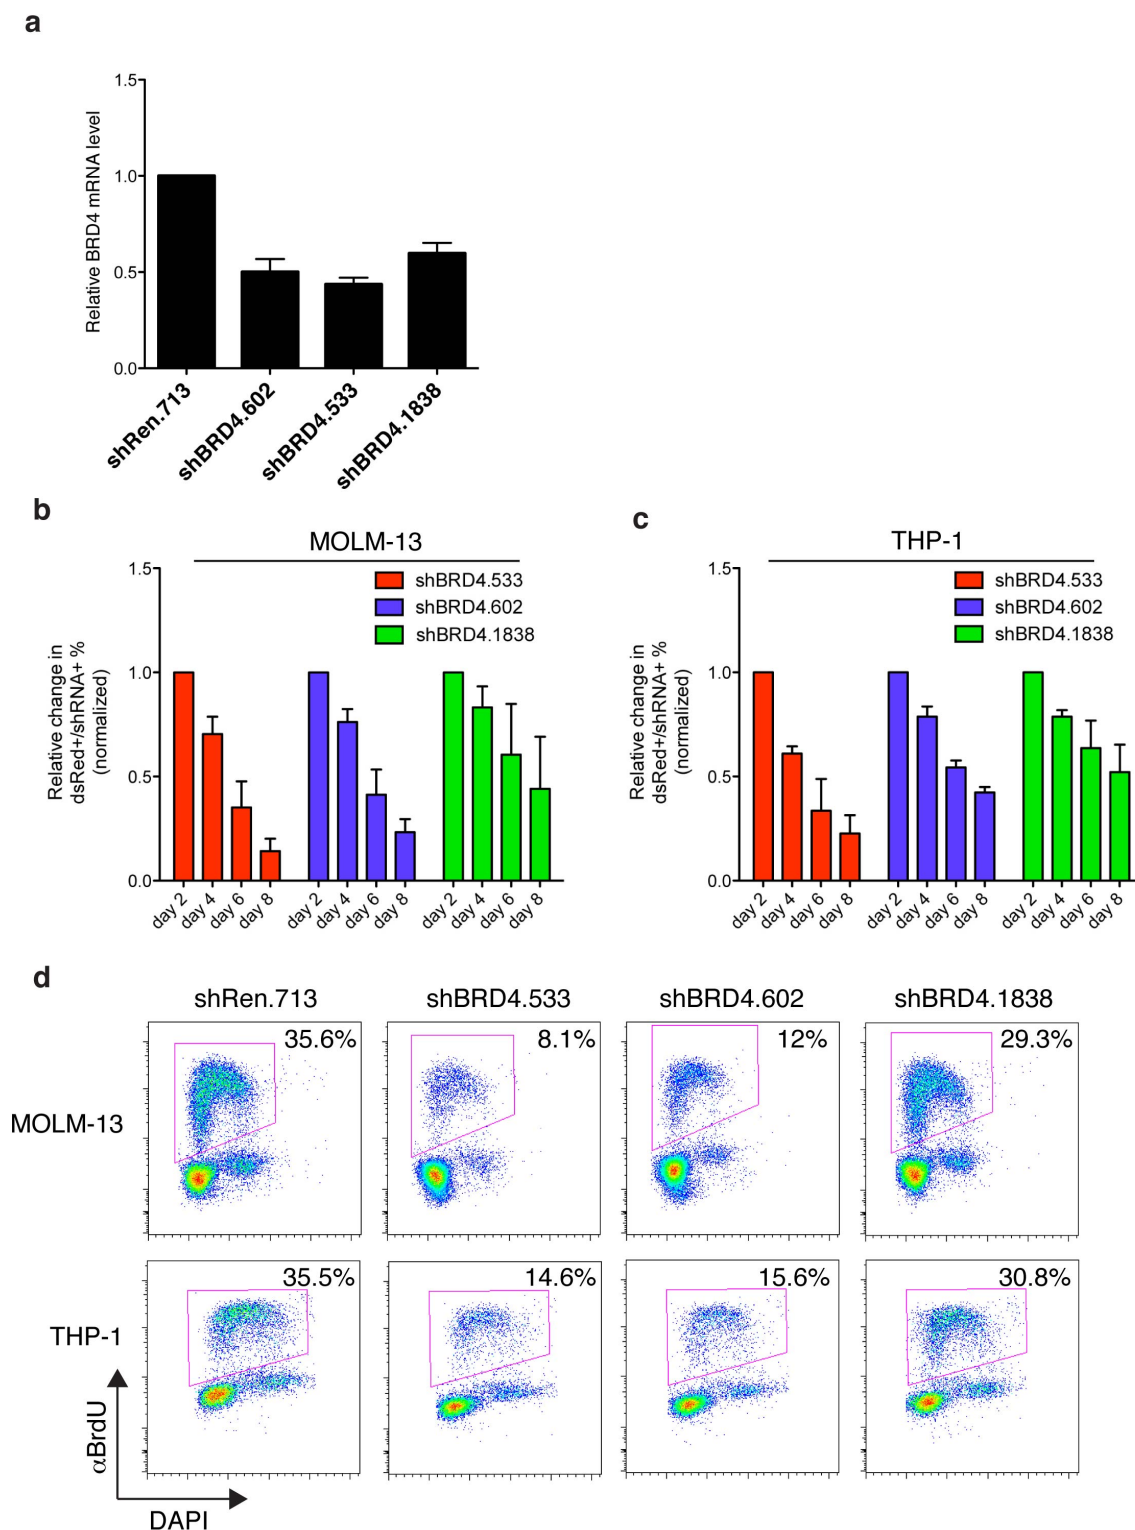 a
1.5
1.0
0.5
0.0
Relative BRD4 mRNA level
shRen.713
shBRD4.602
shBRD4.533
shBRD4.1838
b
MOLM-13
1.5
1.0
0.5
0.0
Relative change in
dsRed+/shRNA+ %
(normalized)
shBRD4.533
shBRD4.602
shBRD4.1838
day 2 day 4 day 6 day 8 day 2 day 4 day 6 day 8 day 2 day 4 day 6 day 8
c
THP-1
1.5
1.0
0.5
0.0
Relative change in
dsRed+/shRNA+ %
(normalized)
shBRD4.533
shBRD4.602
shBRD4.1838
day 2 day 4 day 6 day 8 day 2 day 4 day 6 day 8 day 2 day 4 day 6 day 8
d
shRen.713 shBRD4.533 shBRD4.602 shBRD4.1838
MOLM-13
35.6% 8.1% 12% 29.3%
THP-1
35.5% 14.6% 15.6% 30.8%
αBrdU
DAPI